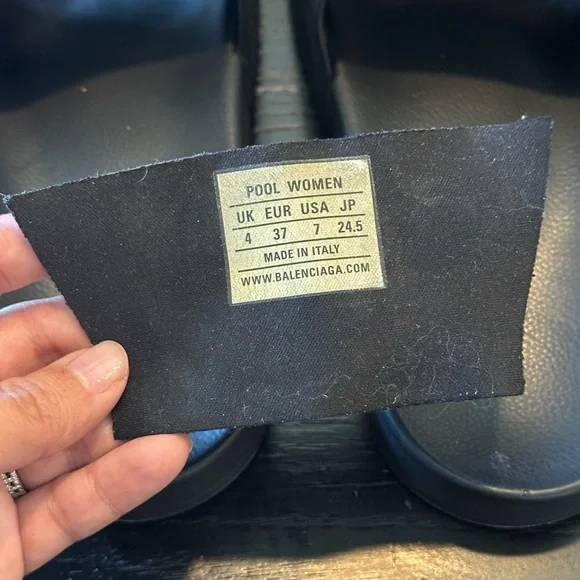 POOL WOMEN
UK EUR USA JP
4 37 7 24.5
MADE IN ITALY
WWW.BALENCIAGA.COM